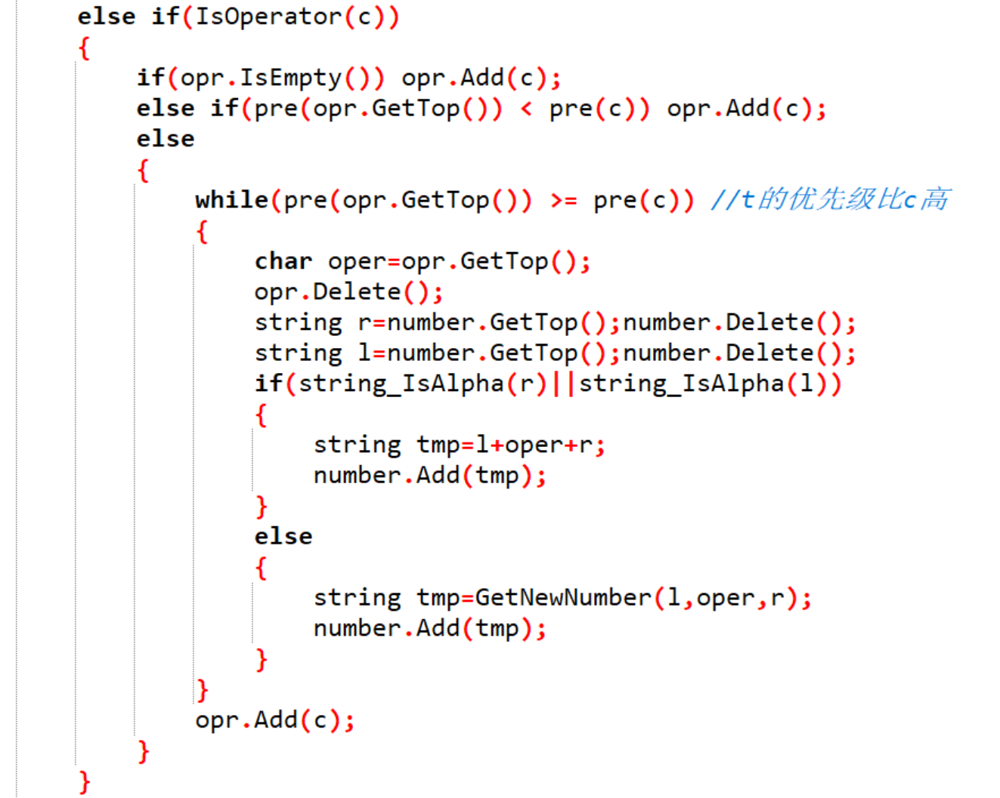 else if(IsOperator(c))
{
if(opr.IsEmpty()) opr.Add(c);
else if(pre(opr.GetTop()) < pre(c)) opr.Add(c);
else
{
while(pre(opr.GetTop()) >= pre(c)) //t的优先级比c高
{
char oper=opr.GetTop();
opr.Delete();
string r=number.GetTop();number.Delete();
string l=number.GetTop();number.Delete();
if(string_IsAlpha(r)||string_IsAlpha(l))
{
string tmp=l+oper+r;
number.Add(tmp);
}
else
{
string tmp=GetNewNumber(l,oper,r);
number.Add(tmp);
}
}
opr.Add(c);
}
}